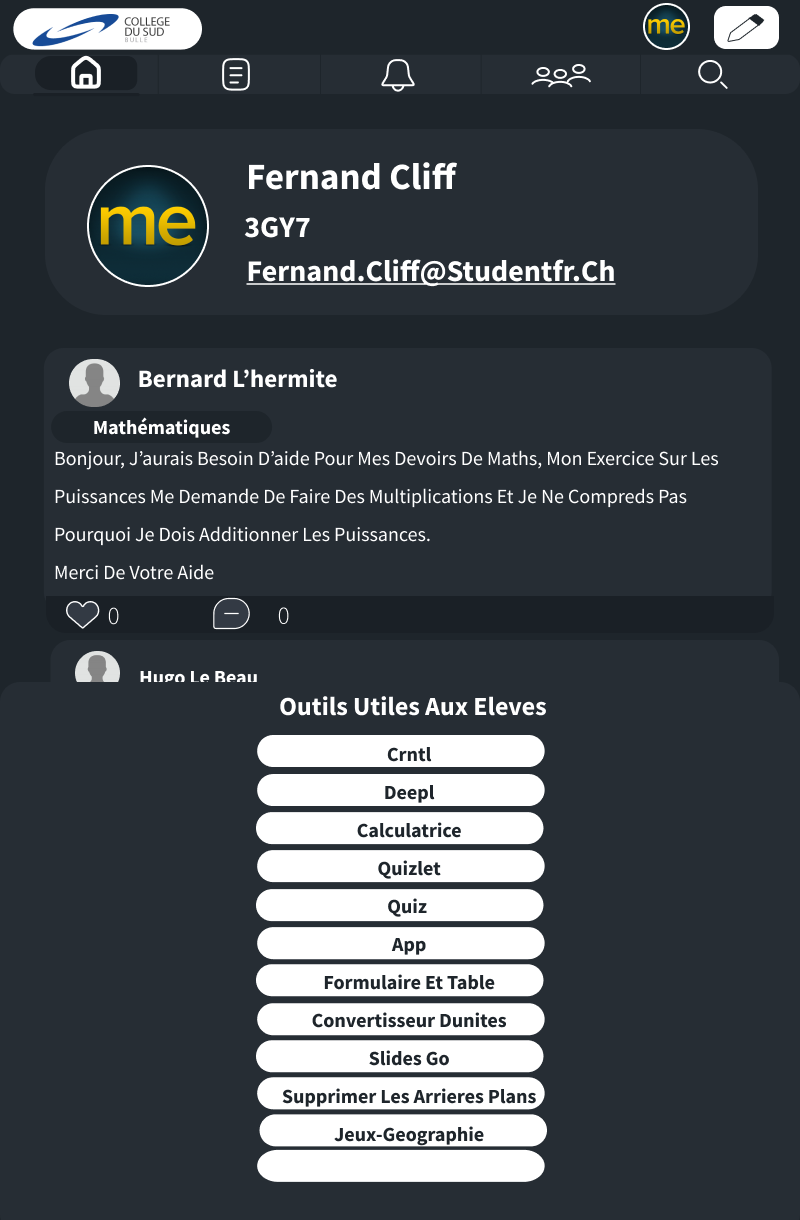 COLLEGE
DU SUD
BULLE
me
me
Fernand Cliff
3GY7
Fernand.Cliff@Studentfr.Ch
Bernard L’hermite
Mathématiques
Bonjour, J’aurais Besoin D’aide Pour Mes Devoirs De Maths, Mon Exercice Sur Les
Puissances Me Demande De Faire Des Multiplications Et Je Ne Compreds Pas
Pourquoi Je Dois Additionner Les Puissances.
Merci De Votre Aide
0 0
Hugo Le Beau
Outils Utiles Aux Eleves
Crntl
Deepl
Calculatrice
Quizlet
Quiz
App
Formulaire Et Table
Convertisseur Dunites
Slides Go
Supprimer Les Arrieres Plans
Jeux-Geographie